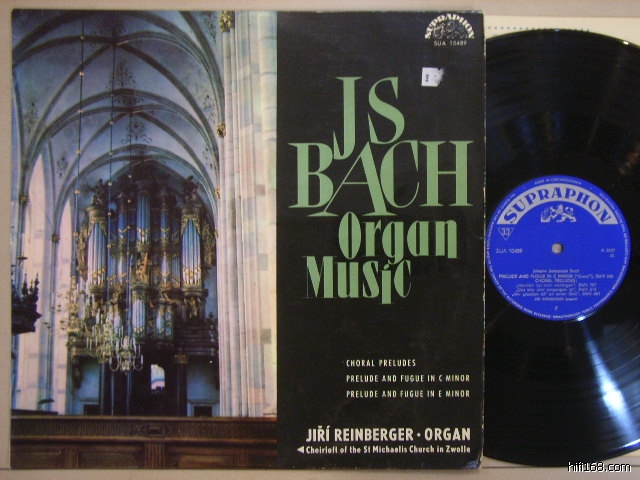 SUPRAPHON
SUA 10489
1
J S
BACH
Organ
Music
CHORAL PRELUDES
PRELUDE AND FUGUE IN C MINOR
PRELUDE AND FUGUE IN E MINOR
JIŘÍ REINBERGER • ORGAN
◄ Choirloft of the St Michaelis Church in Zwolle
SUPRAPHON
33
SUA 10489
Johann Sebastian Bach
PRELUDE AND FUGUE IN C MINOR
CHORAL PRELUDES
hifi168.com